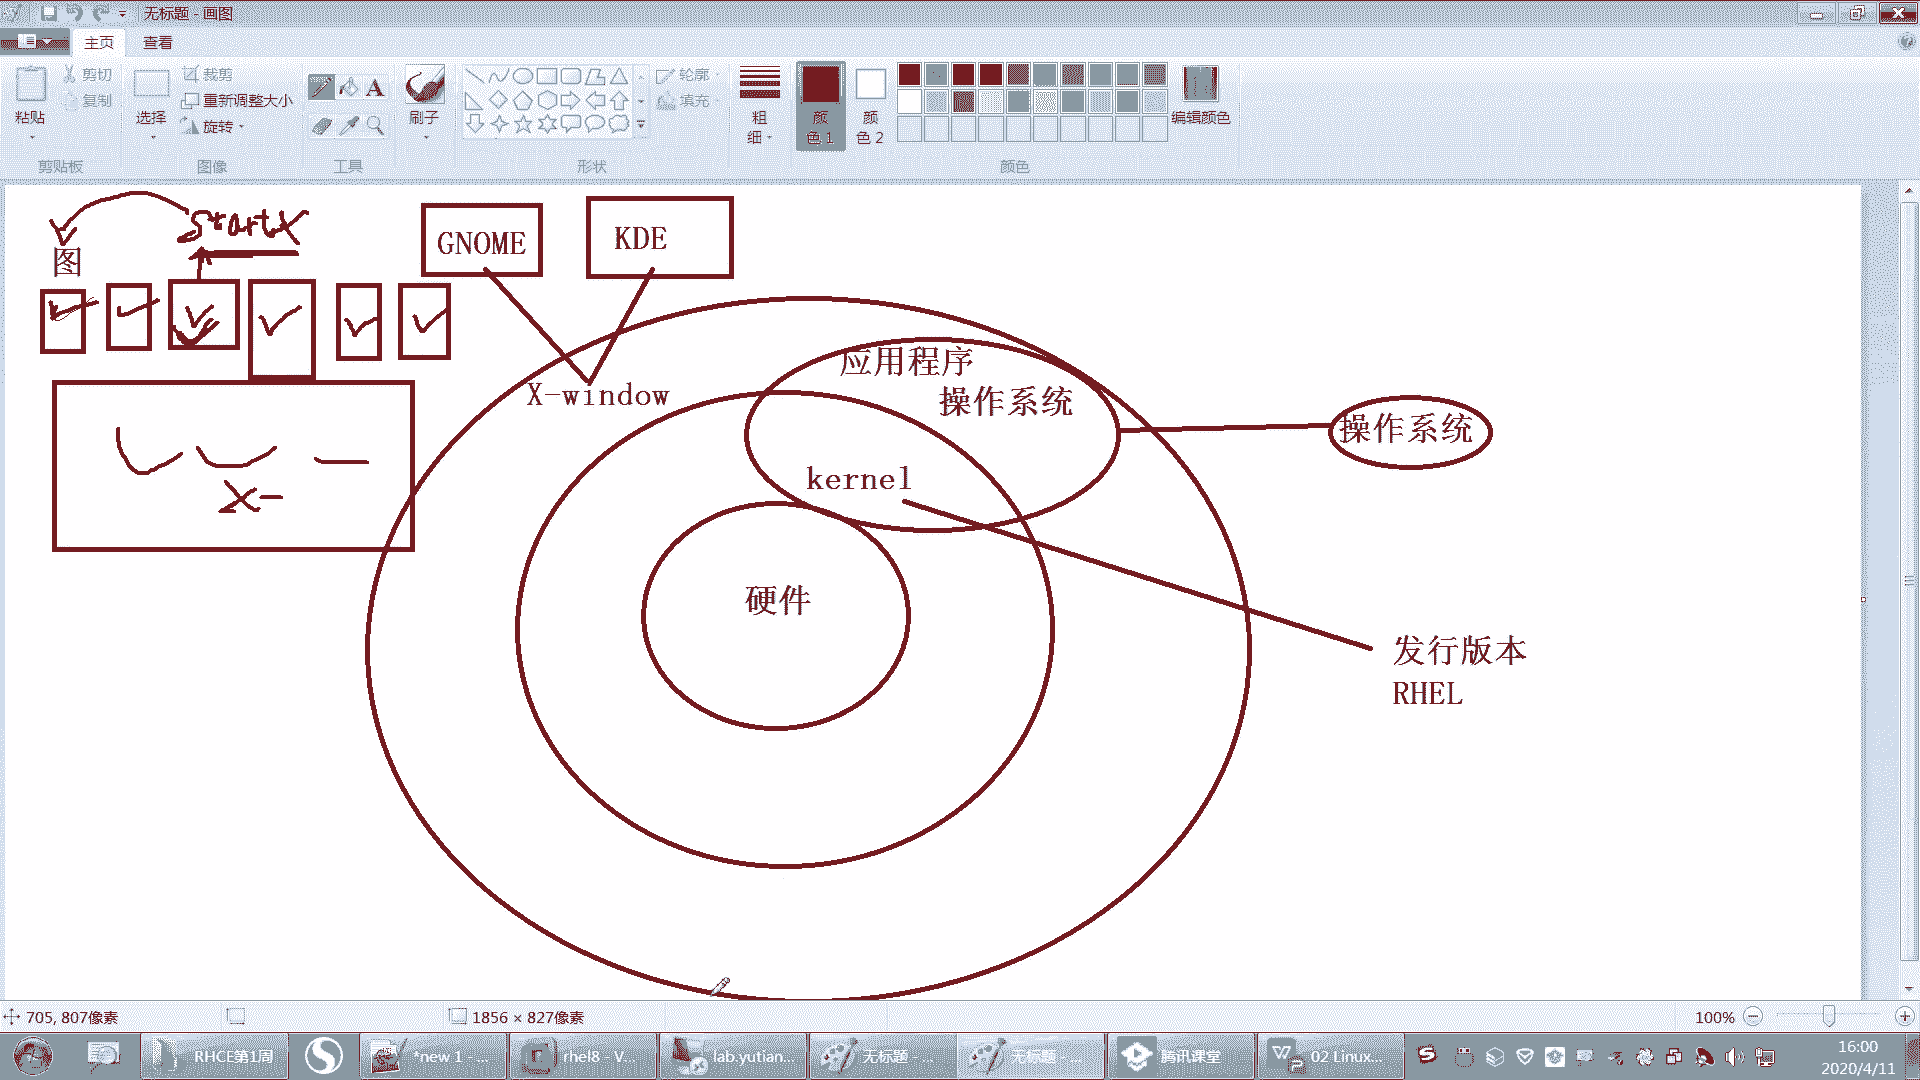 无标题 - 画图
主页
查看
粘贴
剪切
复制
剪贴板
选择
裁剪
重新调整大小
旋转
图像
工具
刷子
轮廓
填充
形状
粗
细
颜
色 1
颜
色 2
编辑颜色
颜色
startX
图
GNOME
KDE
X-window
应用程序
操作系统
操作系统
kernel
硬件
发行版本
RHEL
X-
705, 807像素
1856 × 827像素
100%
RHCE第1周
*new 1 - ...
rhel8 - V...
lab.yutian...
无标题 - ...
无标题 - ...
腾讯课堂
02 Linux...
16:00
2020/4/11